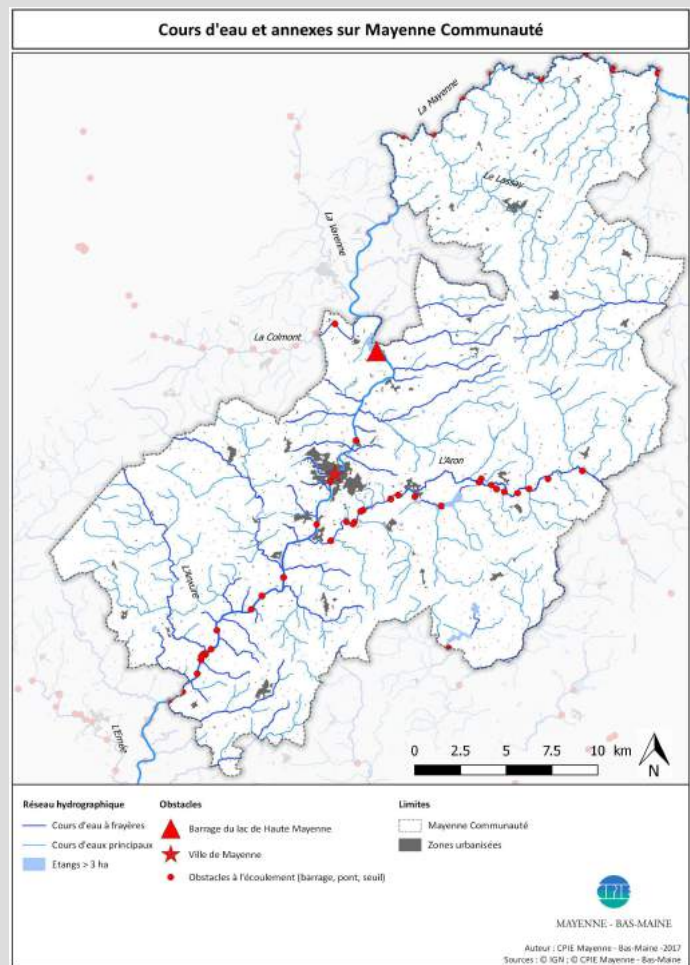 Cours d'eau et annexes sur Mayenne Communauté
La Mayenne
Le Lassay
La Varenne
La Colmont
L'Aron
L'Anvore
L'Ernée
0 2.5 5 7.5 10 km
N
Réseau hydrographique
Cours d'eau à frayères
Cours d'eaux principaux
Etangs > 3 ha
Obstacles
Barrage du lac de Haute Mayenne
Ville de Mayenne
Obstacles à l'écoulement (barrage, pont, seuil)
Limites
Mayenne Communauté
Zones urbanisées
CPIE
MAYENNE - BAS-MAINE
Auteur : CPIE Mayenne - Bas-Maine -2017
Sources : © IGN ; © CPIE Mayenne - Bas-Maine